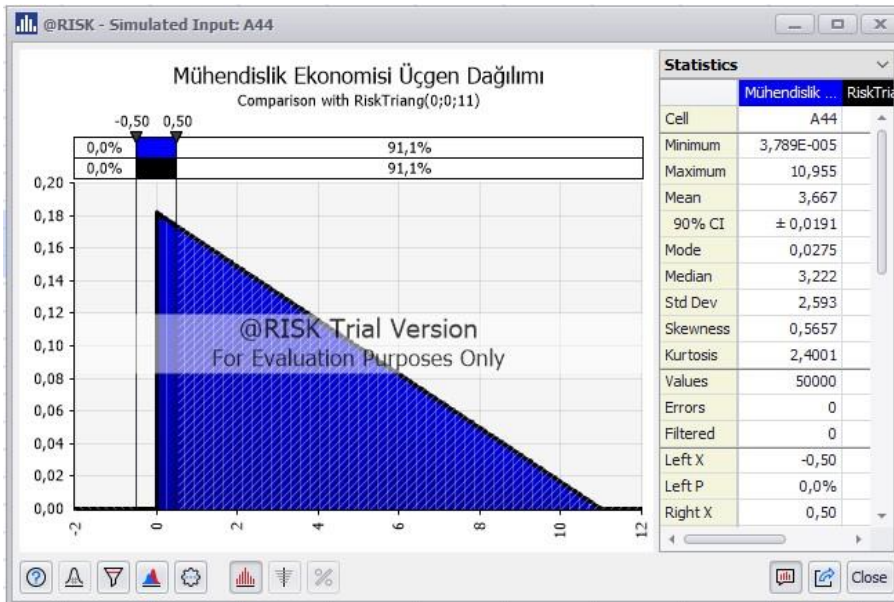 @RISK - Simulated Input: A44
Mühendislik Ekonomisi Üçgen Dağılımı
Comparison with RiskTriang(0;0;11)
-0,50 0,50
0,0% 91,1%
0,0% 91,1%
0,20
0,18
0,16
0,14
0,12
0,10
0,08
0,06
0,04
0,02
0,00
-2 0 2 4 6 8 10 12
@RISK Trial Version
For Evaluation Purposes Only
Statistics
Mühendislik ... RiskTria
Cell A44
Minimum 3,789E-005
Maximum 10,955
Mean 3,667
90% CI ± 0,0191
Mode 0,0275
Median 3,222
Std Dev 2,593
Skewness 0,5657
Kurtosis 2,4001
Values 50000
Errors 0
Filtered 0
Left X -0,50
Left P 0,0%
Right X 0,50
Close